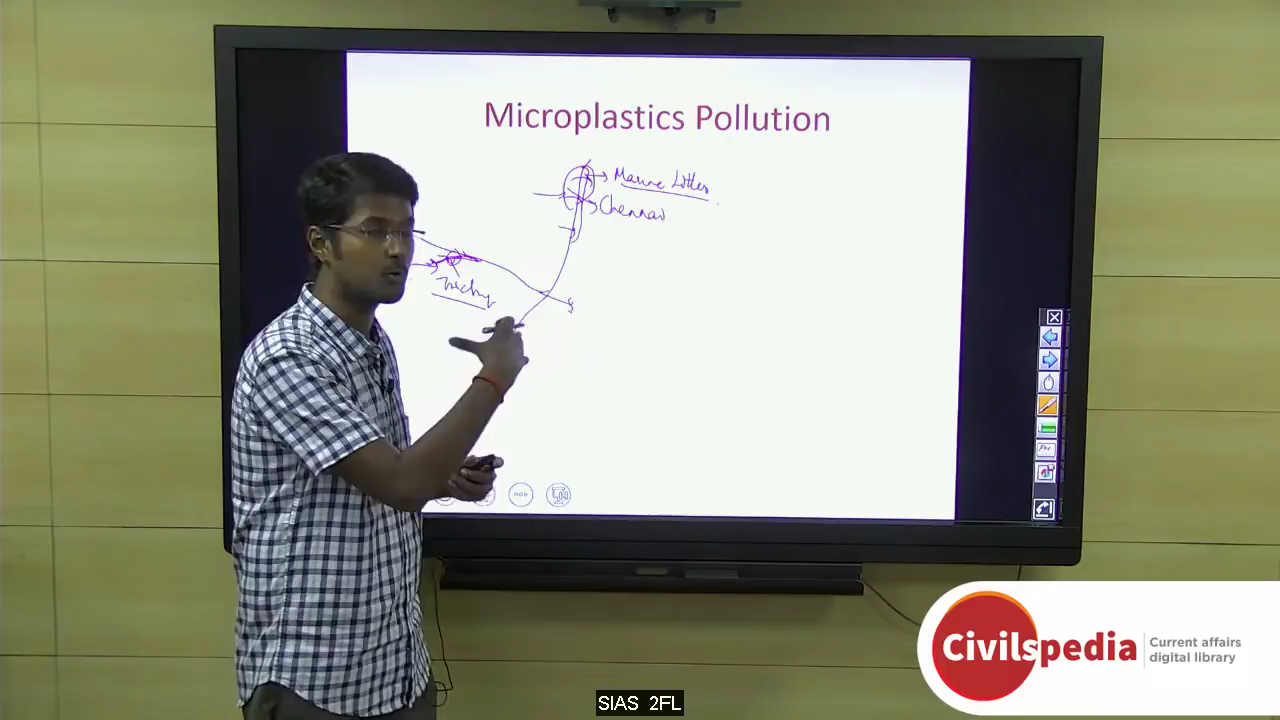 Microplastics Pollution
Marine Litter
Chennai
Trichy
Civilspedia
Current affairs
digital library
SIAS 2FL